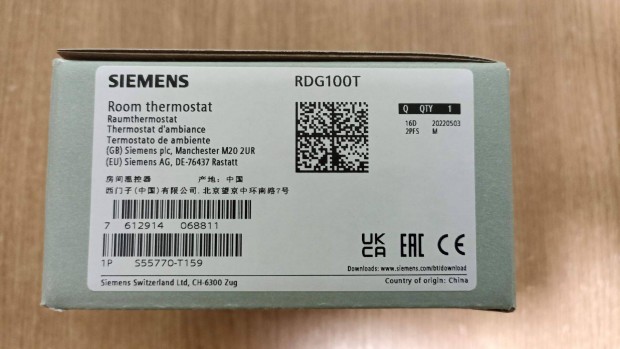 SIEMENS
RDG100T
Room thermostat
Raumthermostat
Thermostat d'ambiance
Termostato de ambiente
(GB) Siemens plc, Manchester M20 2UR
(EU) Siemens AG, DE-76437 Rastatt
Q QTY 1
16D 20220503
2PFS M
房间温控器 产地: 中国
西门子(中国)有限公司. 北京望京中环南路7号
7 612914 068811
1P S55770-T159
Siemens Switzerland Ltd, CH-6300 Zug
UK CA EAC CE
Downloads: www.siemens.com/bt/download
Country of origin: China